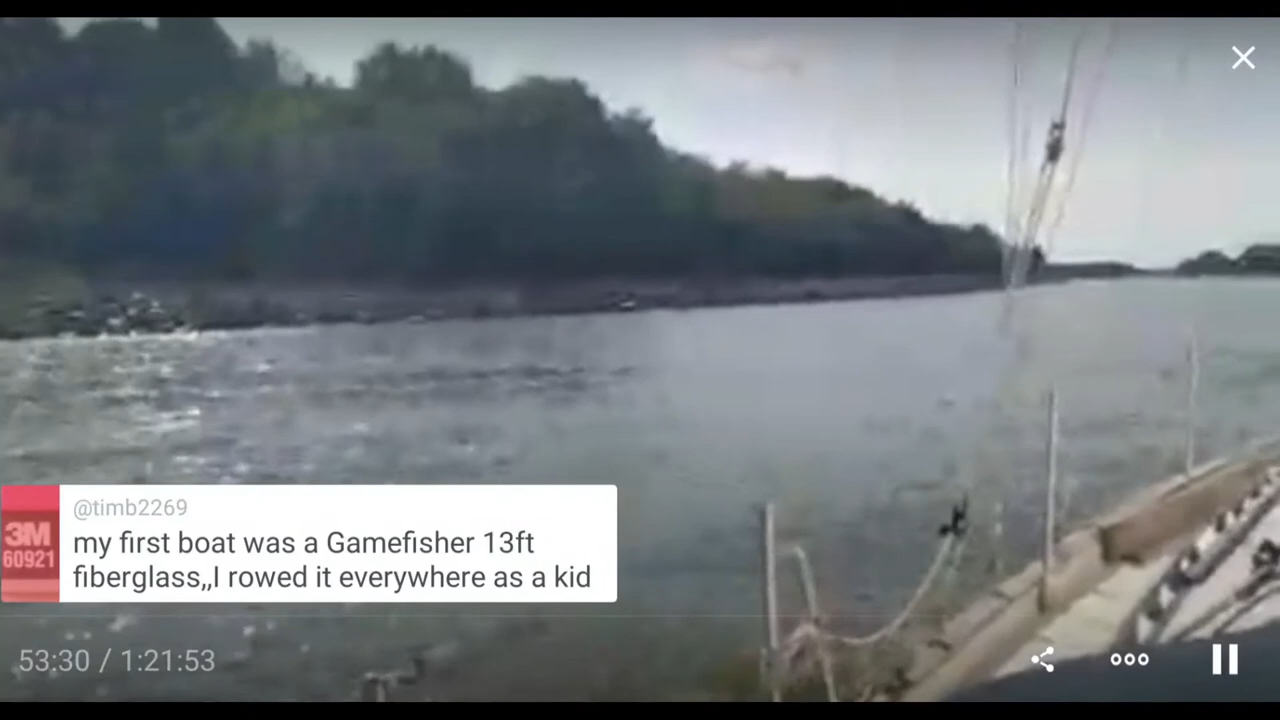 3M
60921
@timb2269
my first boat was a Gamefisher 13ft
fiberglass,,I rowed it everywhere as a kid
53:30 / 1:21:53